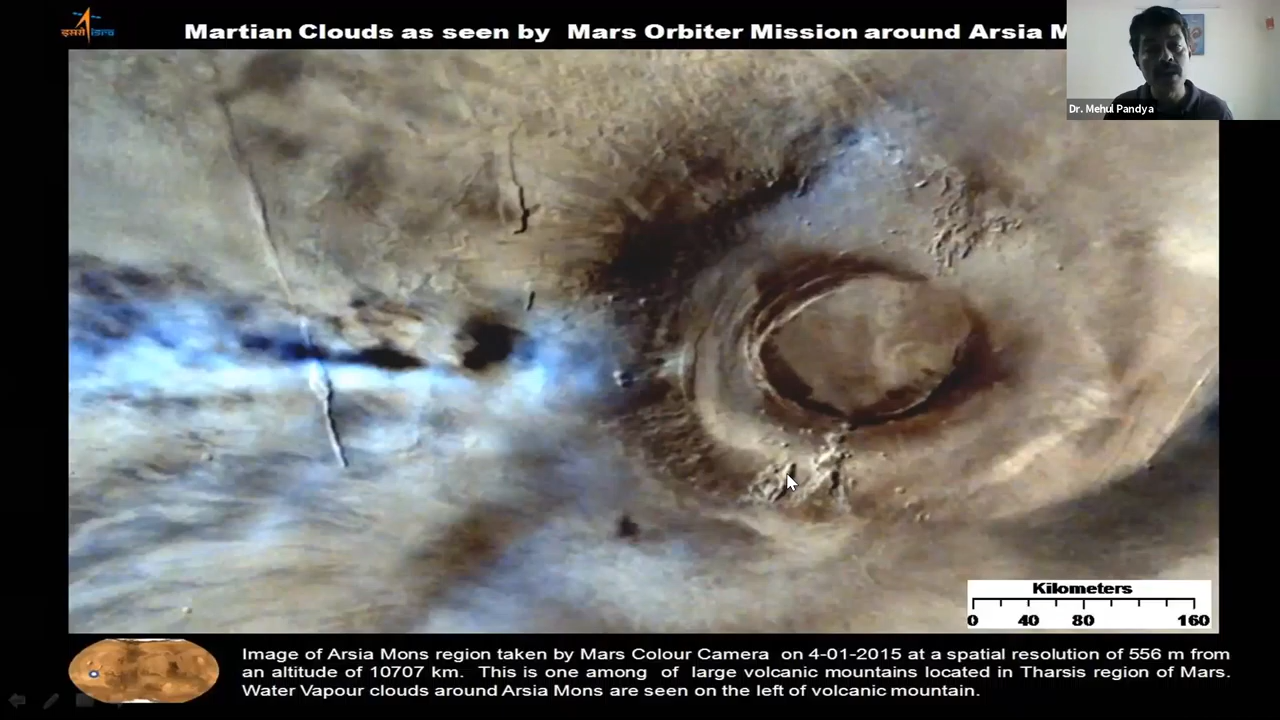 इसरो isro
Martian Clouds as seen by Mars Orbiter Mission around Arsia M
Dr. Mehul Pandya
Kilometers
0 40 80 160
Image of Arsia Mons region taken by Mars Colour Camera on 4-01-2015 at a spatial resolution of 556 m from
an altitude of 10707 km. This is one among of large volcanic mountains located in Tharsis region of Mars.
Water Vapour clouds around Arsia Mons are seen on the left of volcanic mountain.